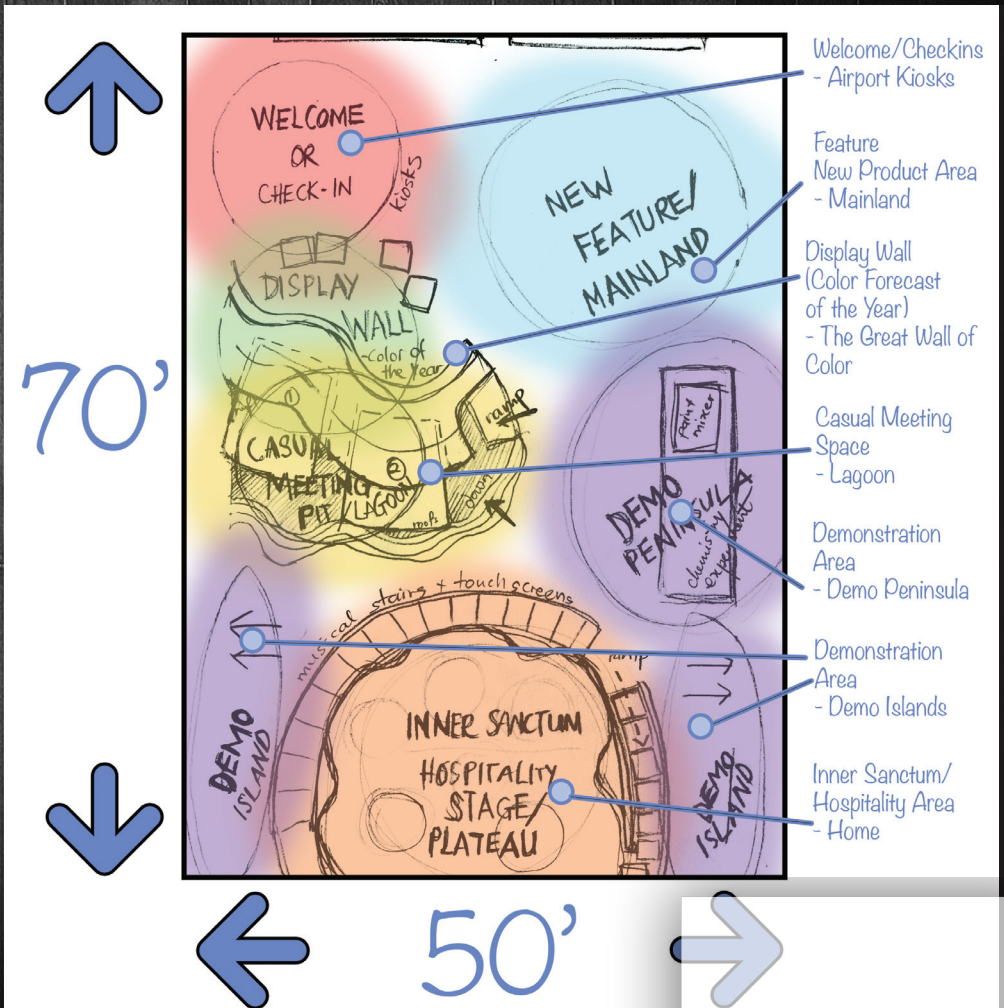 WELCOME
OR
CHECK-IN
kiosks
NEW
FEATURE/
MAINLAND
DISPLAY
WALL
-Color of
the Year
①
ramp
CASUAL
②
MEETING
PIT/LAGOON
down
paint
mixer
DEMO
PENINSULA
chemistry
experiment
musical stairs + touch screens
ramp
INNER SANCTUM
HOSPITALITY
STAGE/
PLATEAU
DEMO
ISLAND
DEMO
ISLAND
70'
50'
Welcome/Checkins
- Airport Kiosks
Feature
New Product Area
- Mainland
Display Wall
(Color Forecast
of the Year)
- The Great Wall of
Color
Casual Meeting
Space
- Lagoon
Demonstration
Area
- Demo Peninsula
Demonstration
Area
- Demo Islands
Inner Sanctum/
Hospitality Area
- Home